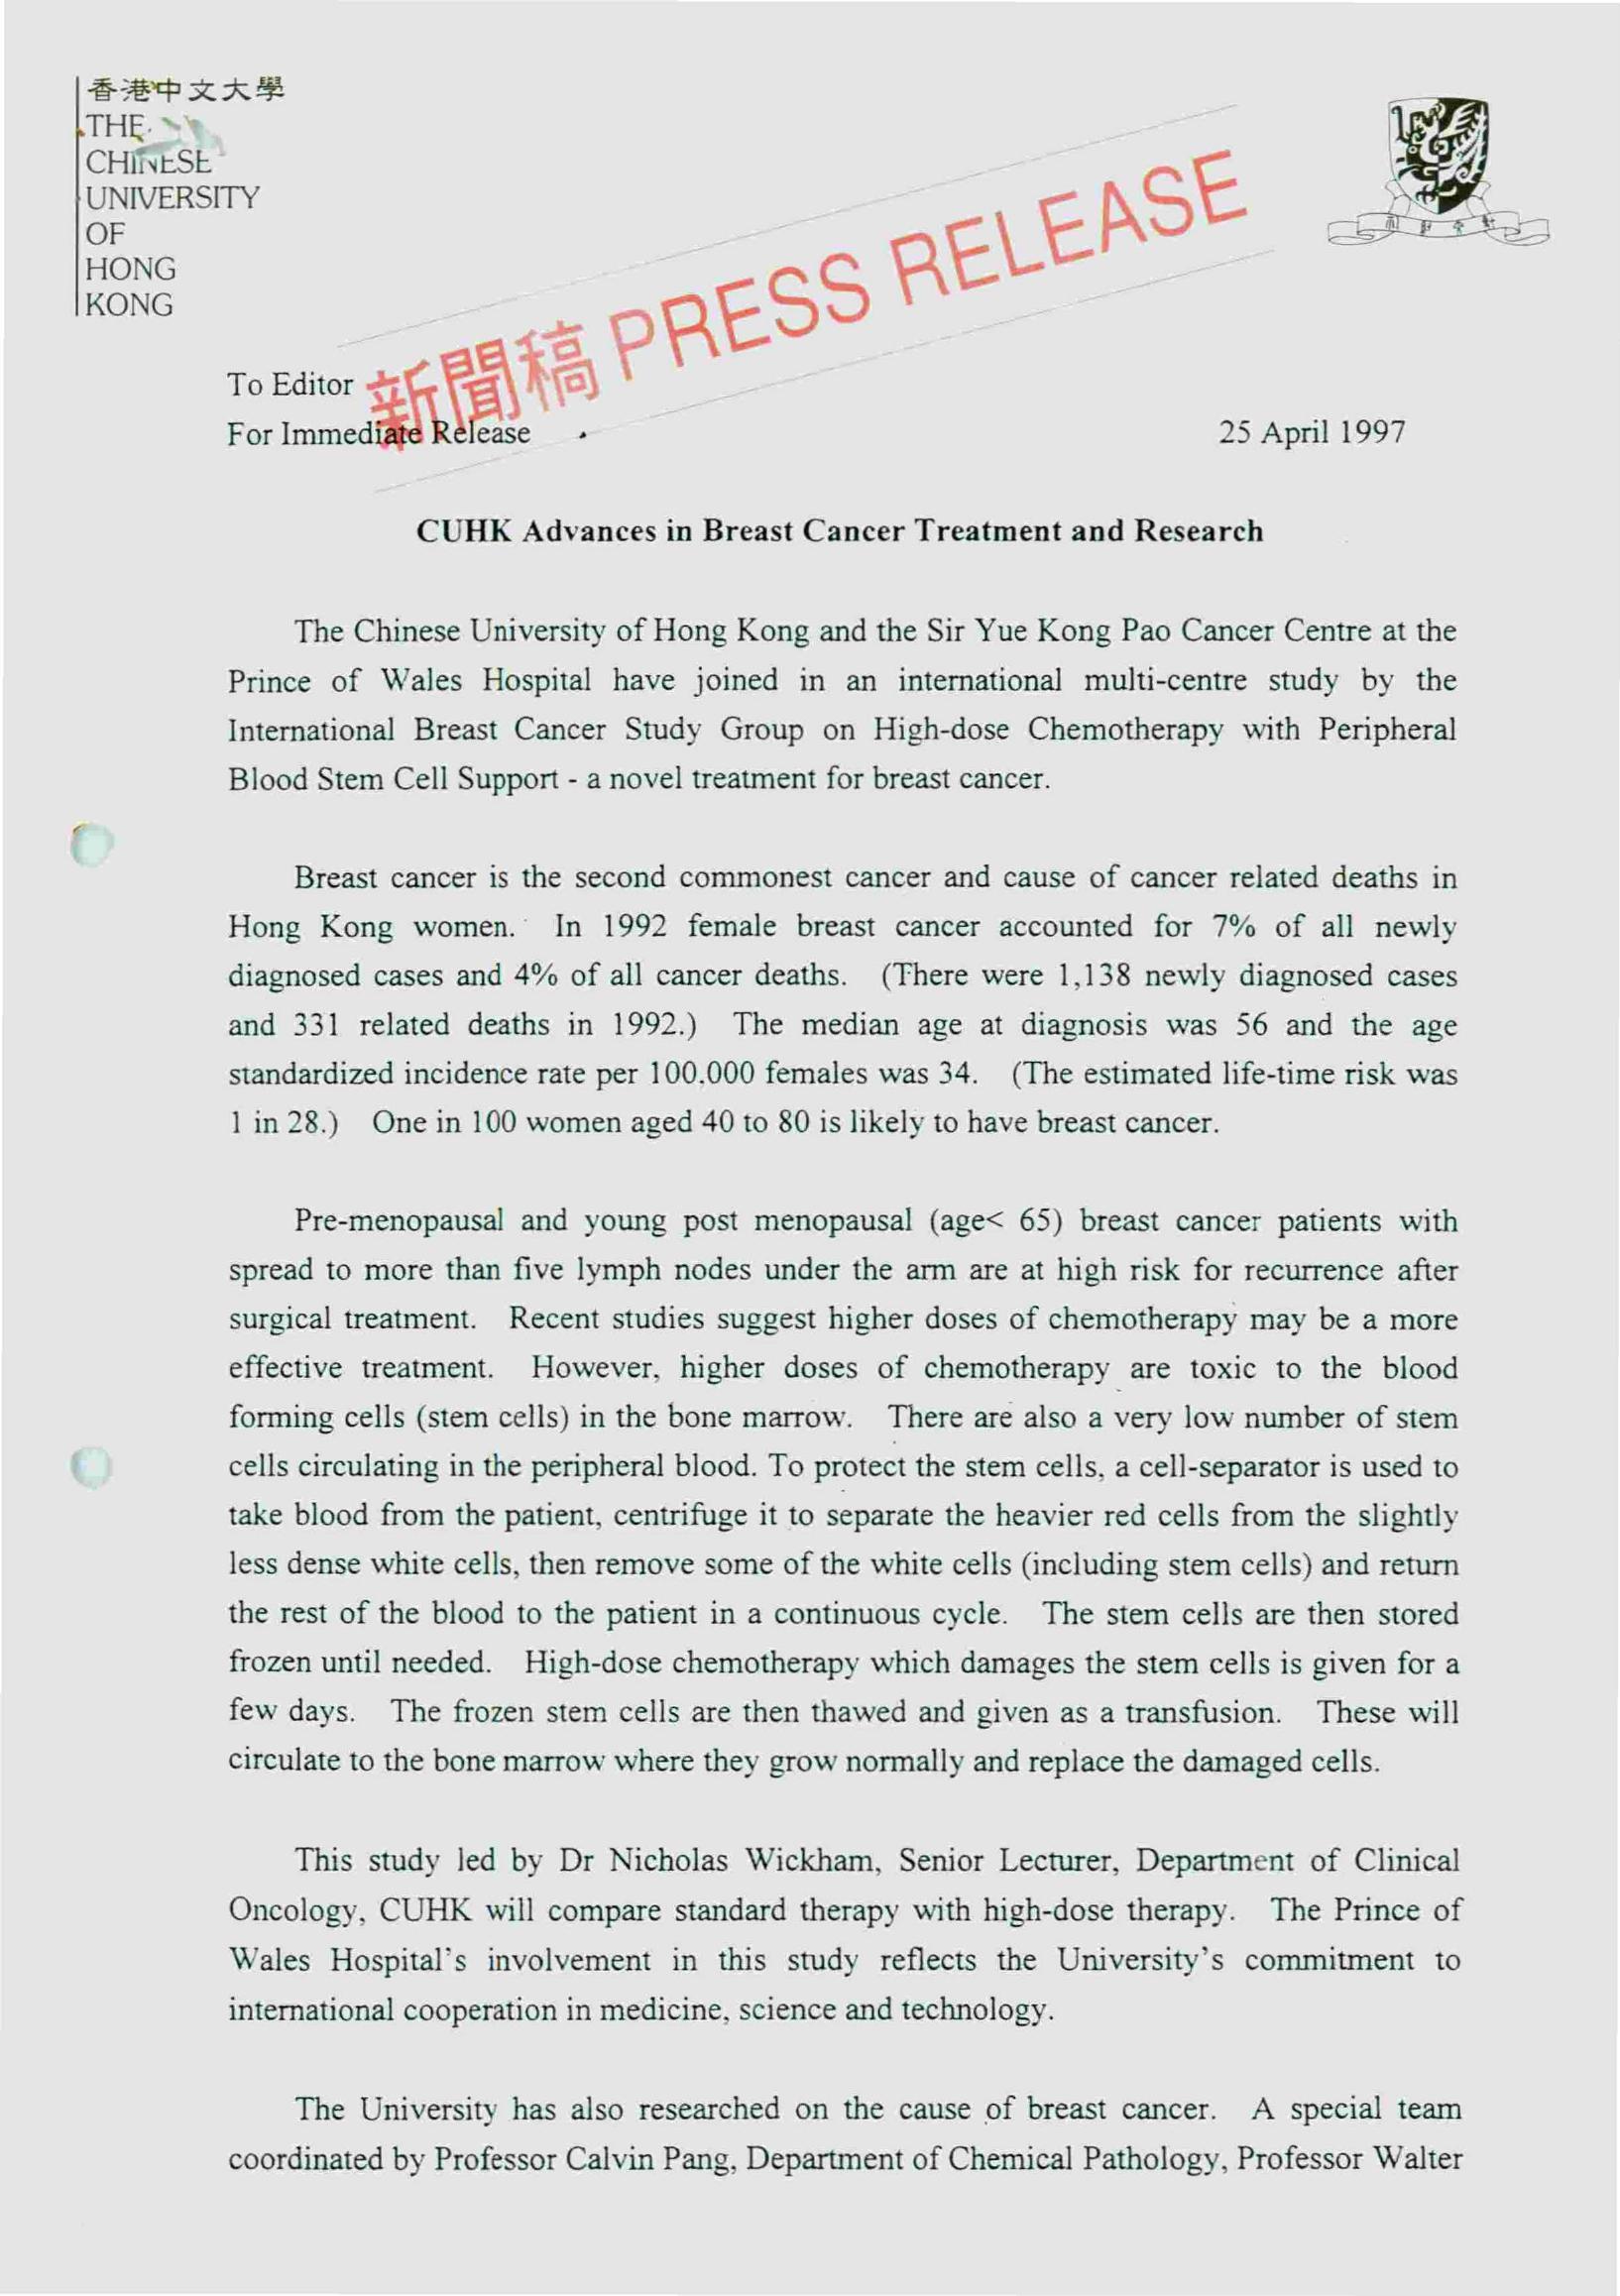 香港中文大學
THE
CHINESE
UNIVERSITY
OF
HONG
KONG
新聞稿 PRESS RELEASE
To Editor
For Immediate Release
25 April 1997
CUHK Advances in Breast Cancer Treatment and Research
The Chinese University of Hong Kong and the Sir Yue Kong Pao Cancer Centre at the
Prince of Wales Hospital have joined in an international multi-centre study by the
International Breast Cancer Study Group on High-dose Chemotherapy with Peripheral
Blood Stem Cell Support - a novel treatment for breast cancer.
Breast cancer is the second commonest cancer and cause of cancer related deaths in
Hong Kong women. In 1992 female breast cancer accounted for 7% of all newly
diagnosed cases and 4% of all cancer deaths. (There were 1,138 newly diagnosed cases
and 331 related deaths in 1992.) The median age at diagnosis was 56 and the age
standardized incidence rate per 100,000 females was 34. (The estimated life-time risk was
1 in 28.) One in 100 women aged 40 to 80 is likely to have breast cancer.
Pre-menopausal and young post menopausal (age< 65) breast cancer patients with
spread to more than five lymph nodes under the arm are at high risk for recurrence after
surgical treatment. Recent studies suggest higher doses of chemotherapy may be a more
effective treatment. However, higher doses of chemotherapy are toxic to the blood
forming cells (stem cells) in the bone marrow. There are also a very low number of stem
cells circulating in the peripheral blood. To protect the stem cells, a cell-separator is used to
take blood from the patient, centrifuge it to separate the heavier red cells from the slightly
less dense white cells, then remove some of the white cells (including stem cells) and return
the rest of the blood to the patient in a continuous cycle. The stem cells are then stored
frozen until needed. High-dose chemotherapy which damages the stem cells is given for a
few days. The frozen stem cells are then thawed and given as a transfusion. These will
circulate to the bone marrow where they grow normally and replace the damaged cells.
This study led by Dr Nicholas Wickham, Senior Lecturer, Department of Clinical
Oncology, CUHK will compare standard therapy with high-dose therapy. The Prince of
Wales Hospital's involvement in this study reflects the University's commitment to
international cooperation in medicine, science and technology.
The University has also researched on the cause of breast cancer. A special team
coordinated by Professor Calvin Pang, Department of Chemical Pathology, Professor Walter